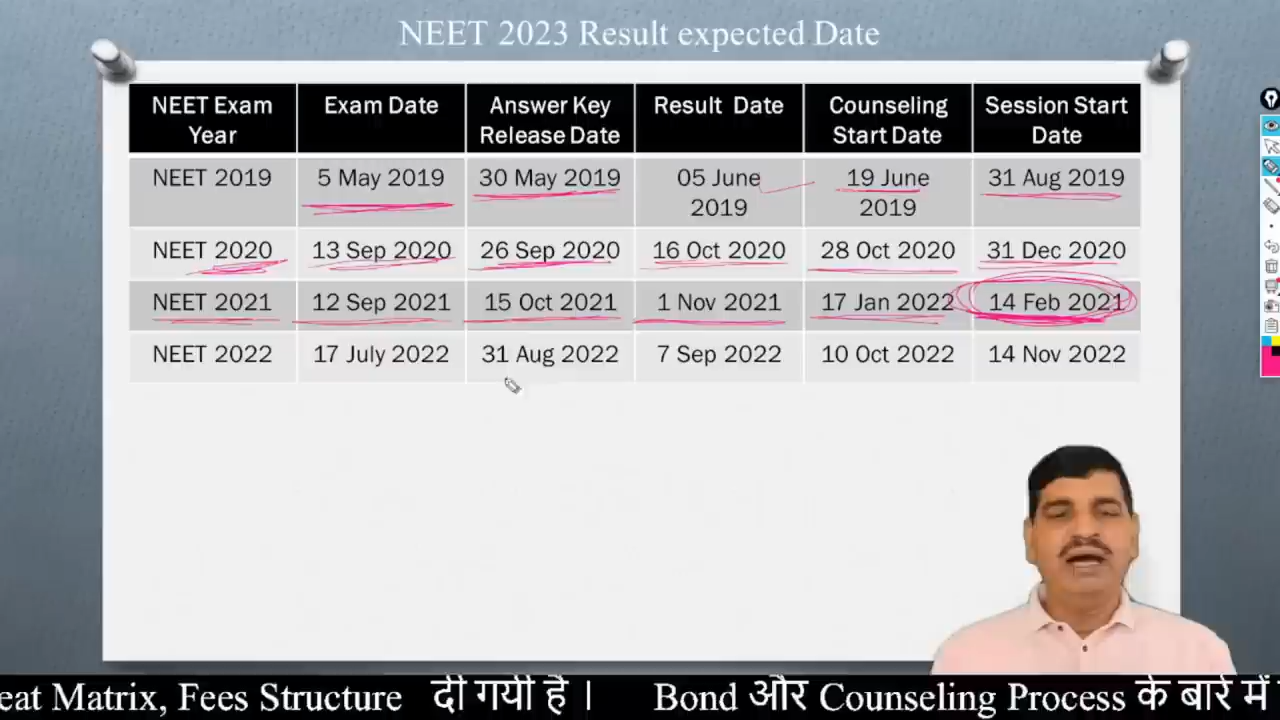 NEET 2023 Result expected Date
NEET Exam Year | Exam Date | Answer Key Release Date | Result Date | Counseling Start Date | Session Start Date
NEET 2019 | 5 May 2019 | 30 May 2019 | 05 June 2019 | 19 June 2019 | 31 Aug 2019
NEET 2020 | 13 Sep 2020 | 26 Sep 2020 | 16 Oct 2020 | 28 Oct 2020 | 31 Dec 2020
NEET 2021 | 12 Sep 2021 | 15 Oct 2021 | 1 Nov 2021 | 17 Jan 2022 | 14 Feb 2021
NEET 2022 | 17 July 2022 | 31 Aug 2022 | 7 Sep 2022 | 10 Oct 2022 | 14 Nov 2022
eat Matrix, Fees Structure दी गयी है । Bond और Counseling Process के बारे में